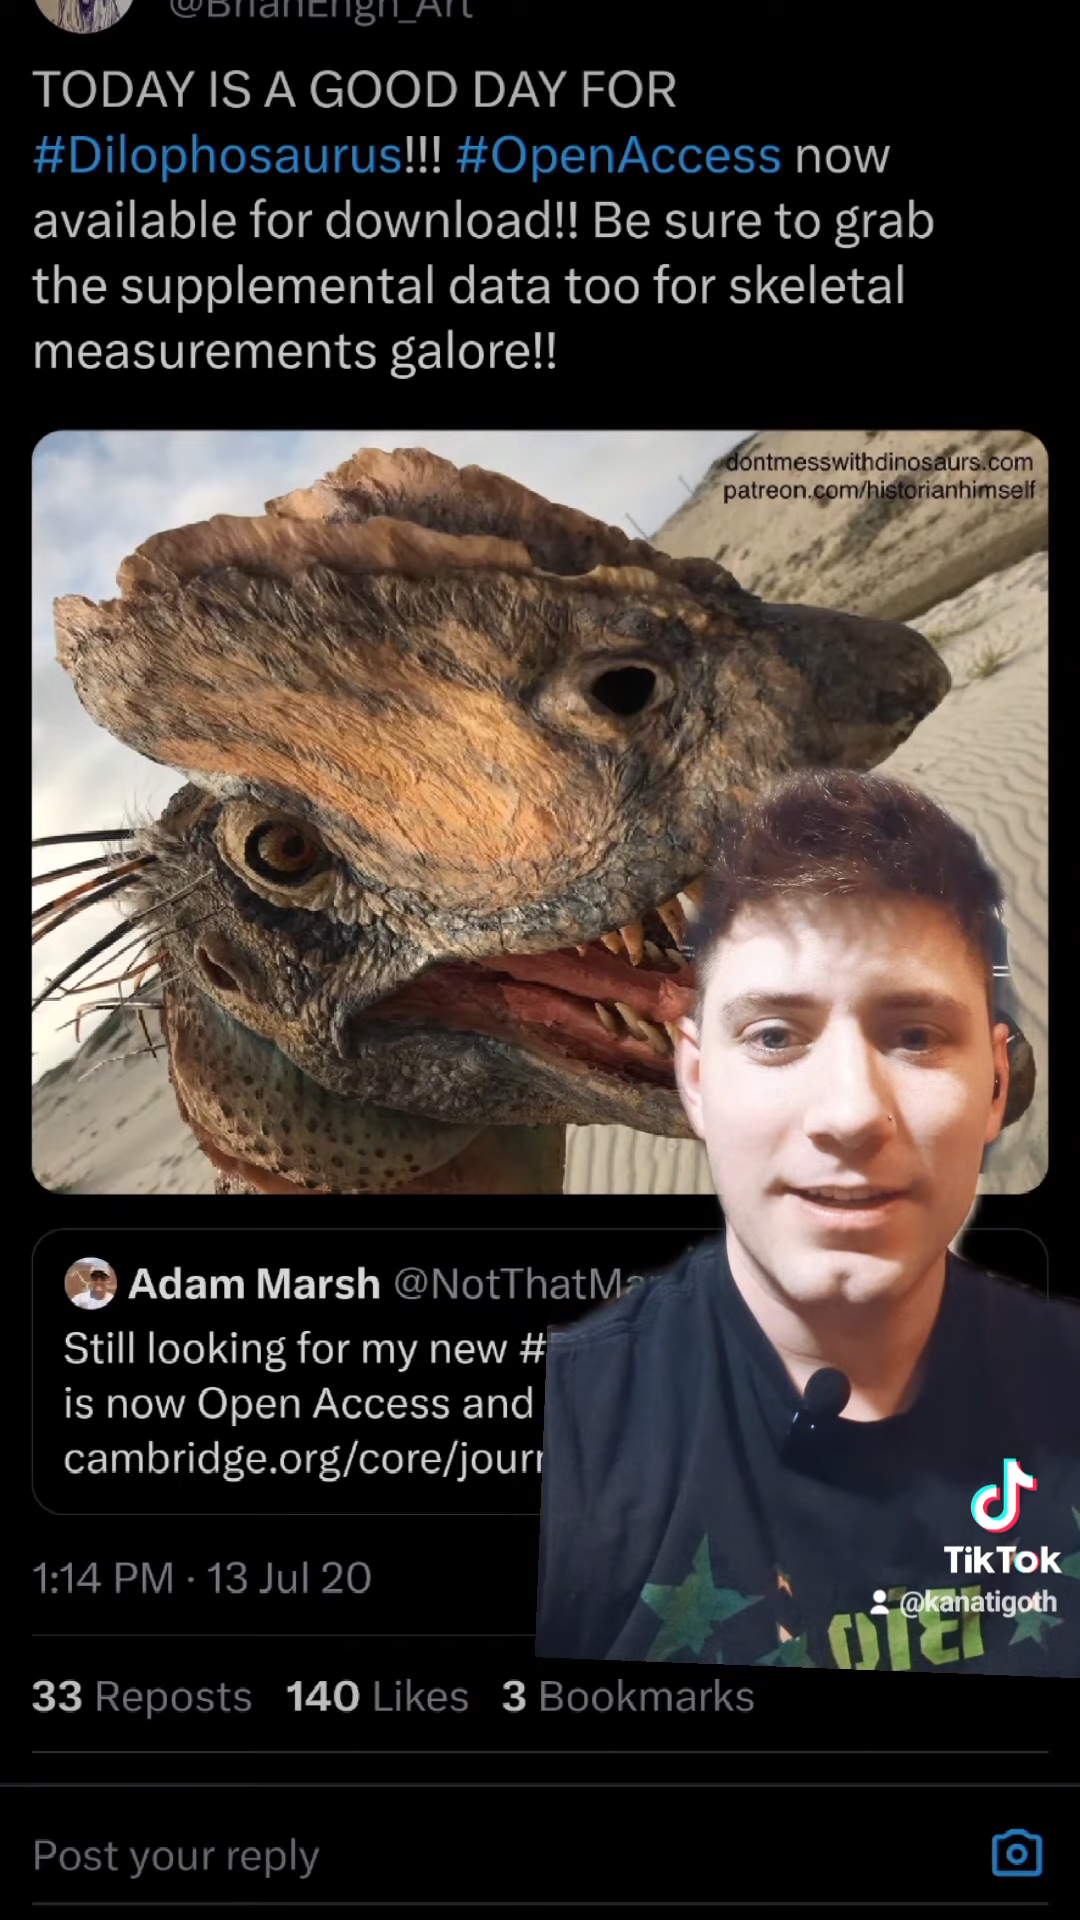 @BrianEngh_Art
TODAY IS A GOOD DAY FOR
#Dilophosaurus!!! #OpenAccess now
available for download!! Be sure to grab
the supplemental data too for skeletal
measurements galore!!
dontmesswithdinosaurs.com
patreon.com/historianhimself
Adam Marsh @NotThatMa
Still looking for my new #
is now Open Access and
cambridge.org/core/jour
TikTok
@kanatigoth
1:14 PM · 13 Jul 20
33 Reposts 140 Likes 3 Bookmarks
Post your reply